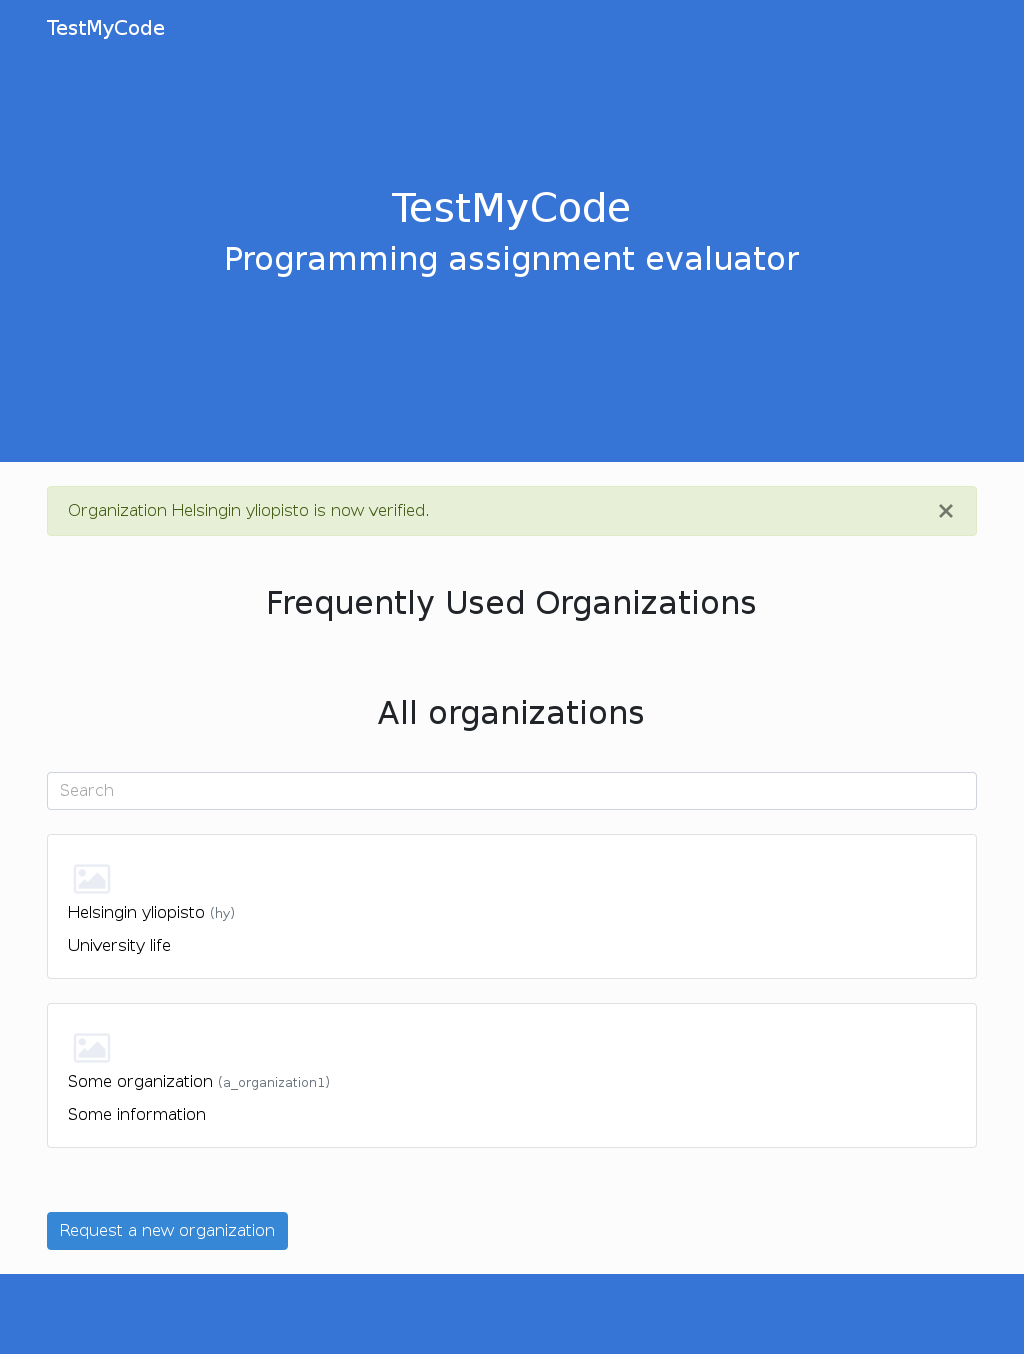 TestMyCode
TestMyCode
Programming assignment evaluator
Organization Helsingin yliopisto is now verified.
×
Frequently Used Organizations
All organizations
Search
Helsingin yliopisto (hy)
University life
Some organization (a_organization1)
Some information
Request a new organization